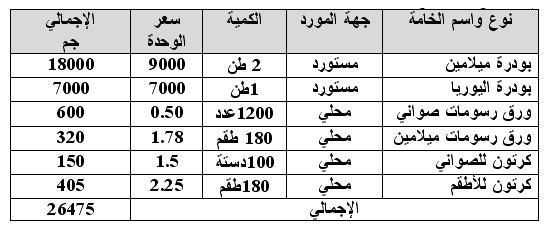 نوع واسم الخامة جهة المورد الكمية سعر الوحدة الإجمالي جم
بودرة ميلامين مستورد 2 طن 9000 18000
بودرة اليوريا مستورد 1طن 7000 7000
ورق رسومات صواني محلي 1200عدد 0.50 600
ورق رسومات ميلامين محلي 180 طقم 1.78 320
كرتون للصواني محلي 100دستة 1.5 150
كرتون للأطقم محلي 180طقم 2.25 405
الإجمالي 26475